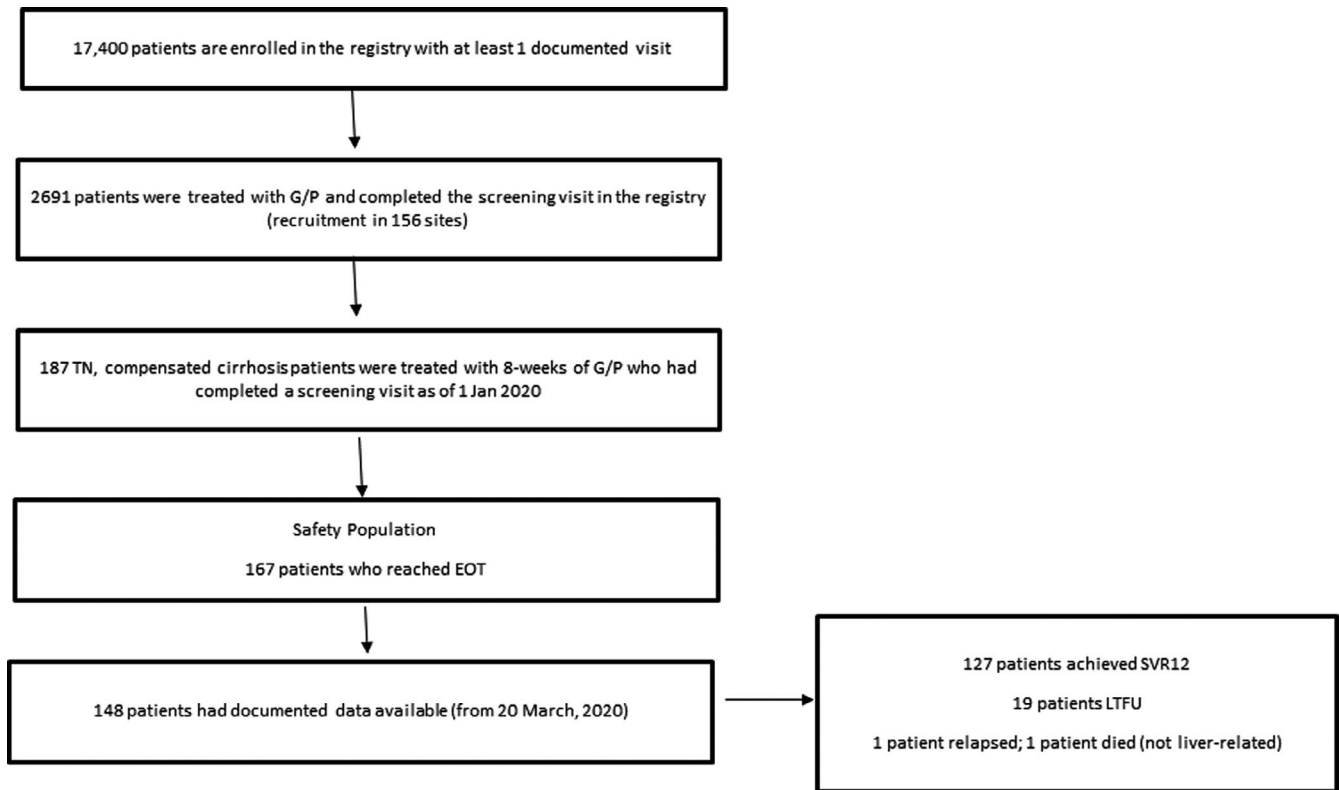 17,400 patients are enrolled in the registry with at least 1 documented visit
2691 patients were treated with G/P and completed the screening visit in the registry
(recruitment in 156 sites)
187 TN, compensated cirrhosis patients were treated with 8-weeks of G/P who had
completed a screening visit as of 1 Jan 2020
Safety Population
167 patients who reached EOT
148 patients had documented data available (from 20 March, 2020)
127 patients achieved SVR12
19 patients LTFU
1 patient relapsed; 1 patient died (not liver-related)